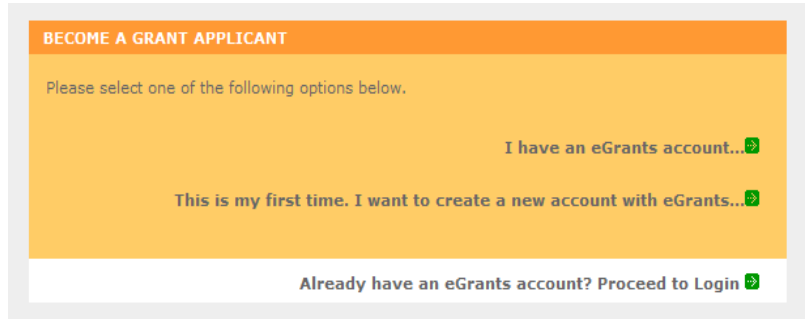 BECOME A GRANT APPLICANT
Please select one of the following options below.
I have an eGrants account...
This is my first time. I want to create a new account with eGrants...
Already have an eGrants account? Proceed to Login